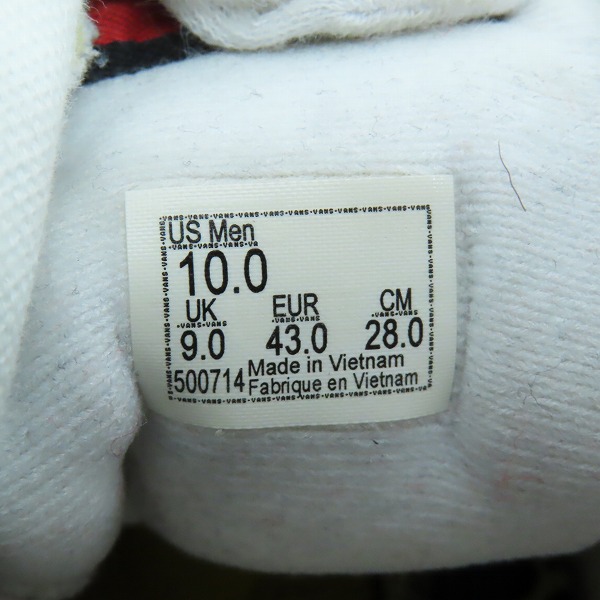 US Men
10.0
UK EUR CM
9.0 43.0 28.0
500714 Made in Vietnam
Fabrique en Vietnam